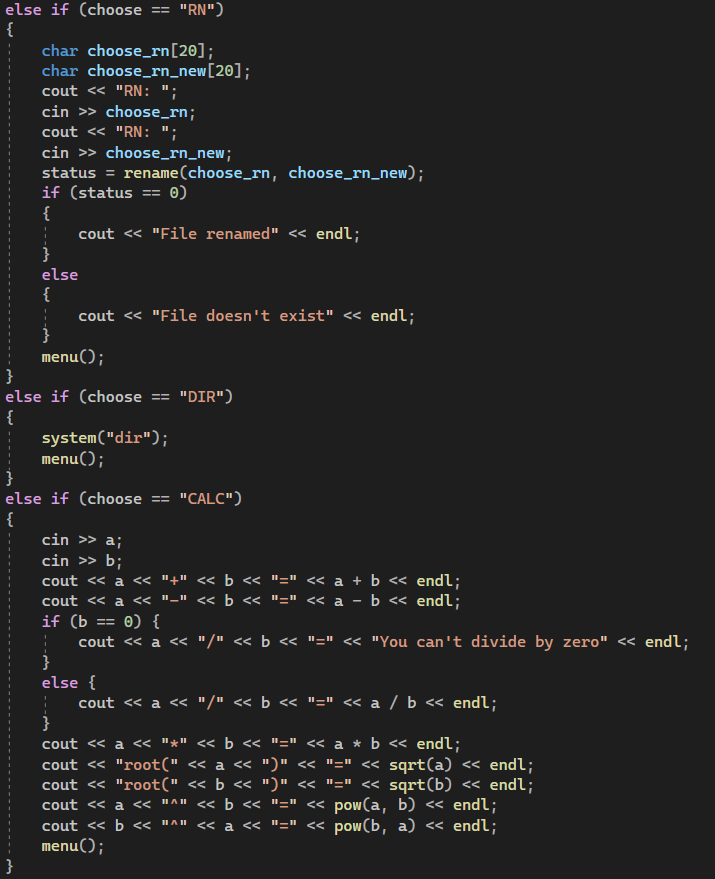 else if (choose == "RN")
{
    char choose_rn[20];
    char choose_rn_new[20];
    cout << "RN: ";
    cin >> choose_rn;
    cout << "RN: ";
    cin >> choose_rn_new;
    status = rename(choose_rn, choose_rn_new);
    if (status == 0)
    {
        cout << "File renamed" << endl;
    }
    else
    {
        cout << "File doesn't exist" << endl;
    }
    menu();
}
else if (choose == "DIR")
{
    system("dir");
    menu();
}
else if (choose == "CALC")
{
    cin >> a;
    cin >> b;
    cout << a << "+" << b << "=" << a + b << endl;
    cout << a << "-" << b << "=" << a - b << endl;
    if (b == 0) {
        cout << a << "/" << b << "=" << "You can't divide by zero" << endl;
    }
    else {
        cout << a << "/" << b << "=" << a / b << endl;
    }
    cout << a << "*" << b << "=" << a * b << endl;
    cout << "root(" << a << ")" << "=" << sqrt(a) << endl;
    cout << "root(" << b << ")" << "=" << sqrt(b) << endl;
    cout << a << "^" << b << "=" << pow(a, b) << endl;
    cout << b << "^" << a << "=" << pow(b, a) << endl;
    menu();
}